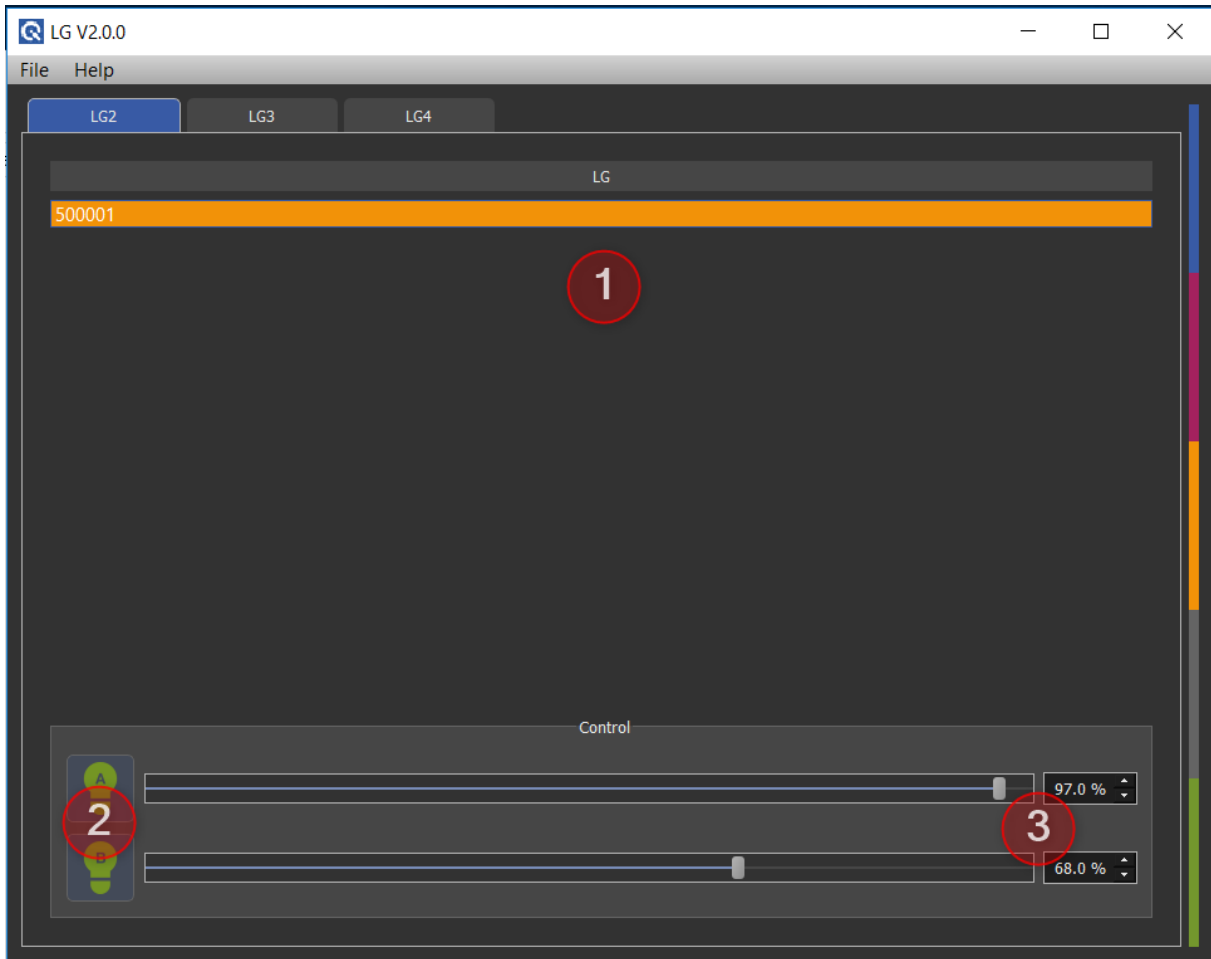 LG V2.0.0
File Help
LG2 LG3 LG4
LG
500001
1
Control
A
97.0 %
2
3
B
68.0 %